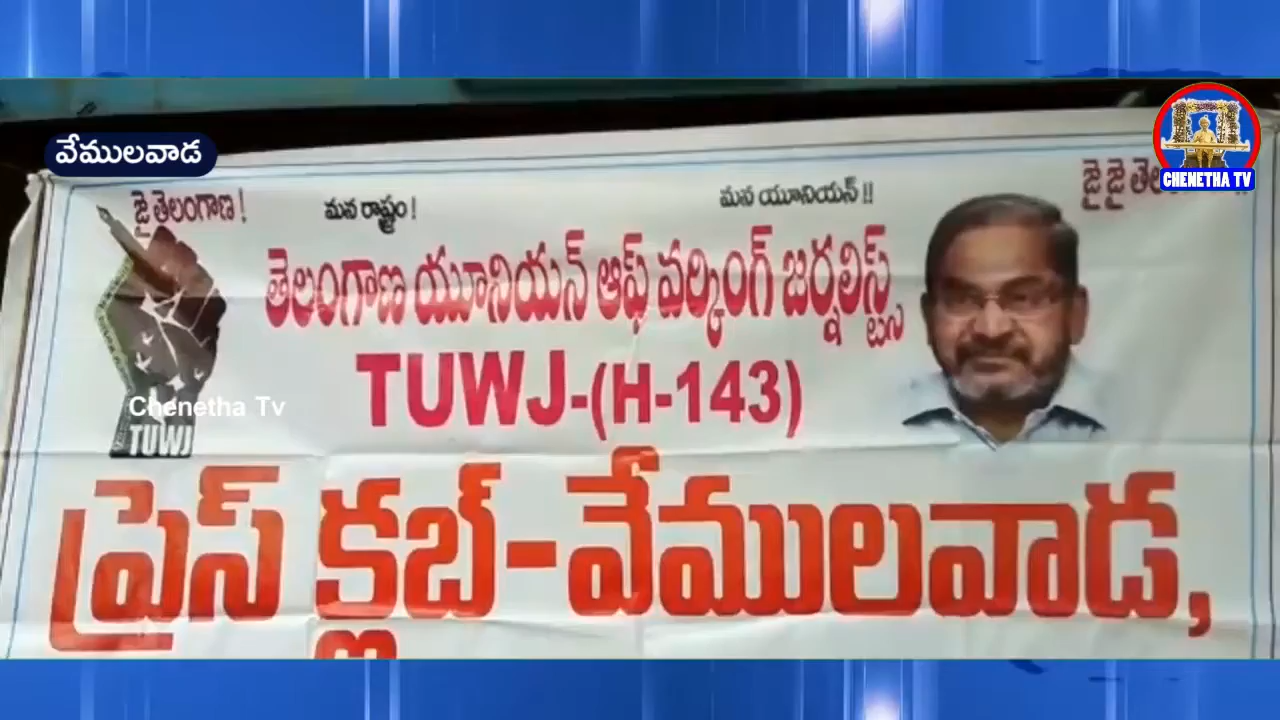 వేములవాడ
CHENETHA TV
జై తెలంగాణ !
మన రాష్ట్రం !
మన యూనియన్ !!
జై జై
తెలంగాణ యూనియన్ ఆఫ్ వర్కింగ్ జర్నలిస్ట్స్
TUWJ-(H-143)
Chenetha Tv
TUWJ
ప్రెస్ క్లబ్-వేములవాడ,